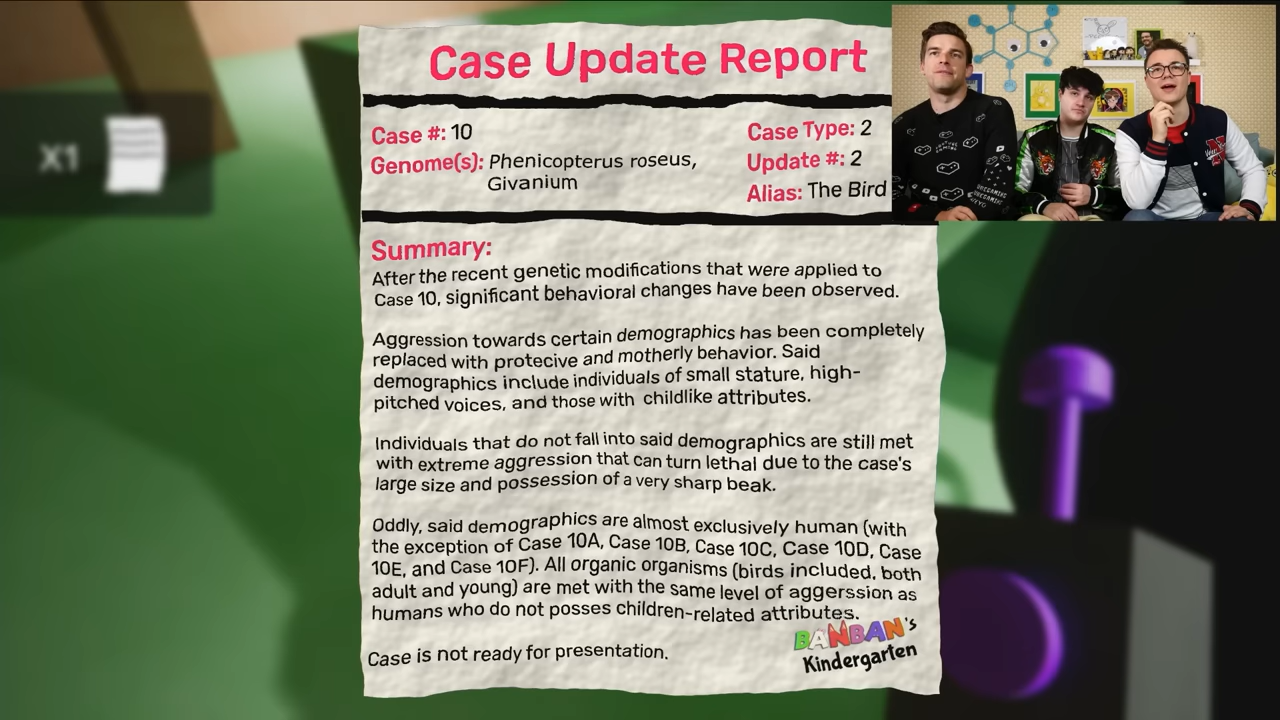 Case Update Report
X1
Case #: 10
Genome(s): Phenicopterus roseus,
Givanium
Case Type: 2
Update #: 2
Alias: The Bird
Summary:
After the recent genetic modifications that were applied to
Case 10, significant behavioral changes have been observed.
Aggression towards certain demographics has been completely
replaced with protecive and motherly behavior. Said
demographics include individuals of small stature, high-
pitched voices, and those with childlike attributes.
Individuals that do not fall into said demographics are still met
with extreme aggression that can turn lethal due to the case's
large size and possession of a very sharp beak.
Oddly, said demographics are almost exclusively human (with
the exception of Case 10A, Case 10B, Case 10C, Case 10D, Case
10E, and Case 10F). All organic organisms (birds included, both
adult and young) are met with the same level of aggerssion as
humans who do not posses children-related attributes.
Case is not ready for presentation.
BANBAN's
Kindergarten